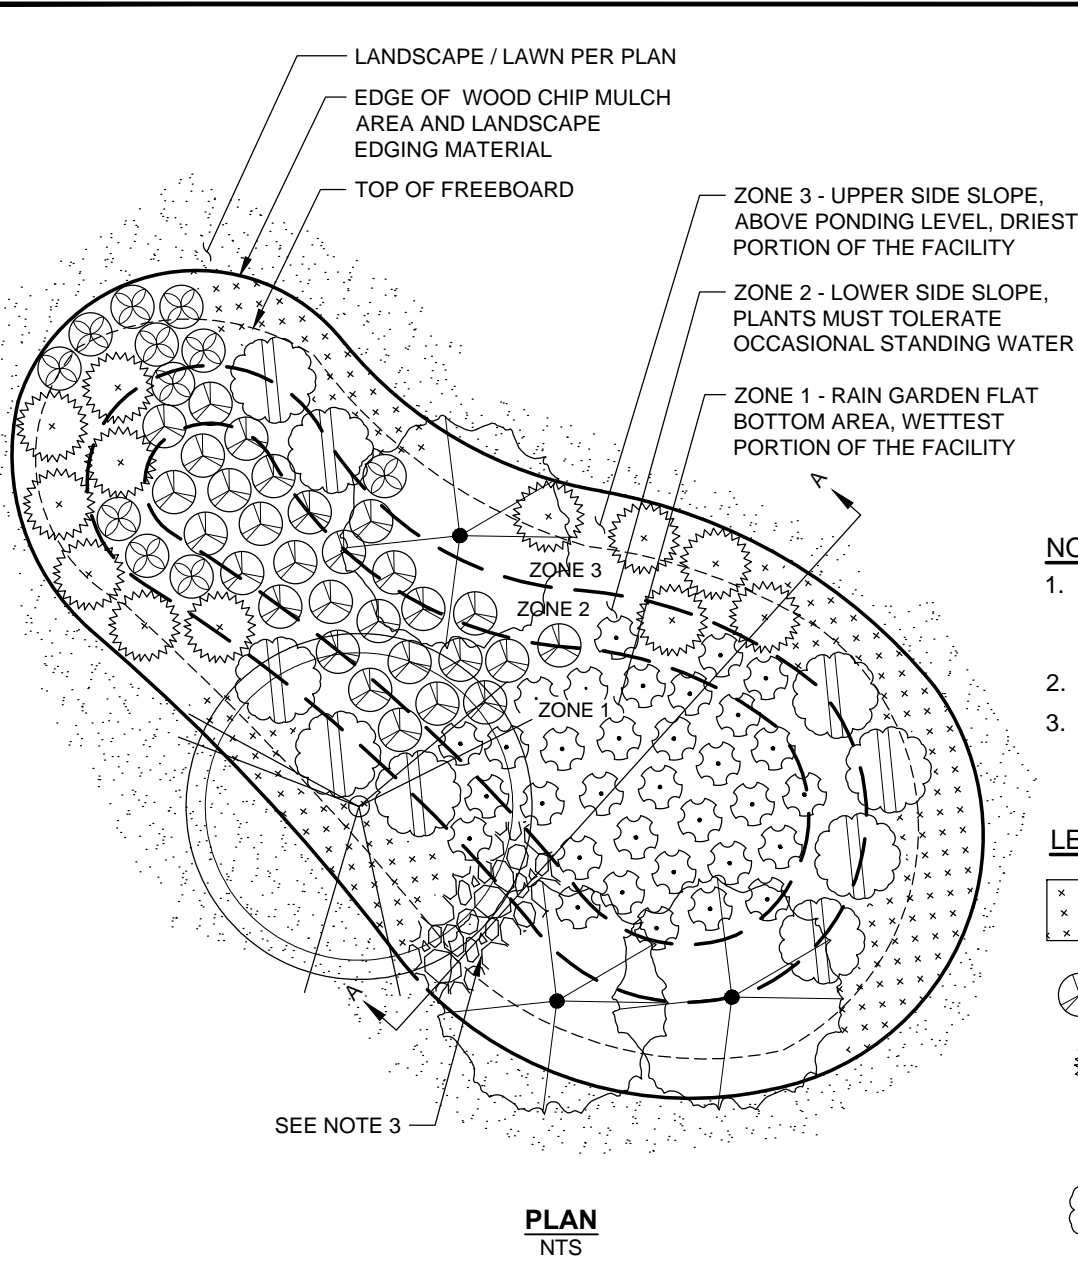 LANDSCAPE / LAWN PER PLAN
EDGE OF WOOD CHIP MULCH
AREA AND LANDSCAPE
EDGING MATERIAL
TOP OF FREEBOARD
ZONE 3 - UPPER SIDE SLOPE,
ABOVE PONDING LEVEL, DRIEST
PORTION OF THE FACILITY
ZONE 2 - LOWER SIDE SLOPE,
PLANTS MUST TOLERATE
OCCASIONAL STANDING WATER
ZONE 1 - RAIN GARDEN FLAT
BOTTOM AREA, WETTEST
PORTION OF THE FACILITY
A
ZONE 3
ZONE 2
ZONE 1
A
SEE NOTE 3
PLAN
NTS
NO
1.
2.
3.
LE